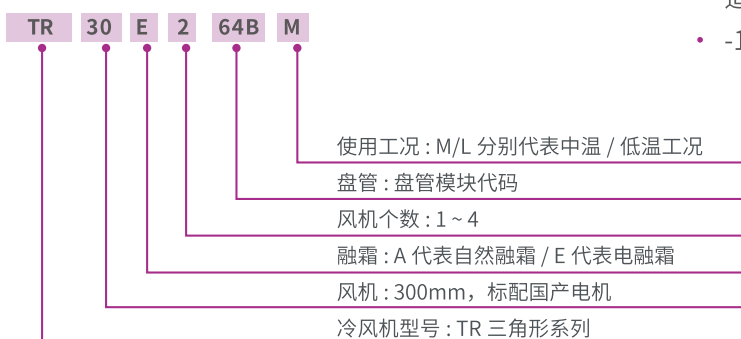 TR 30 E 2 64B M
使用工况 : M/L 分别代表中温 / 低温工况
盘管 : 盘管模块代码
风机个数 : 1 ~ 4
融霜 : A 代表自然融霜 / E 代表电融霜
风机 : 300mm，标配国产电机
冷风机型号 : TR 三角形系列